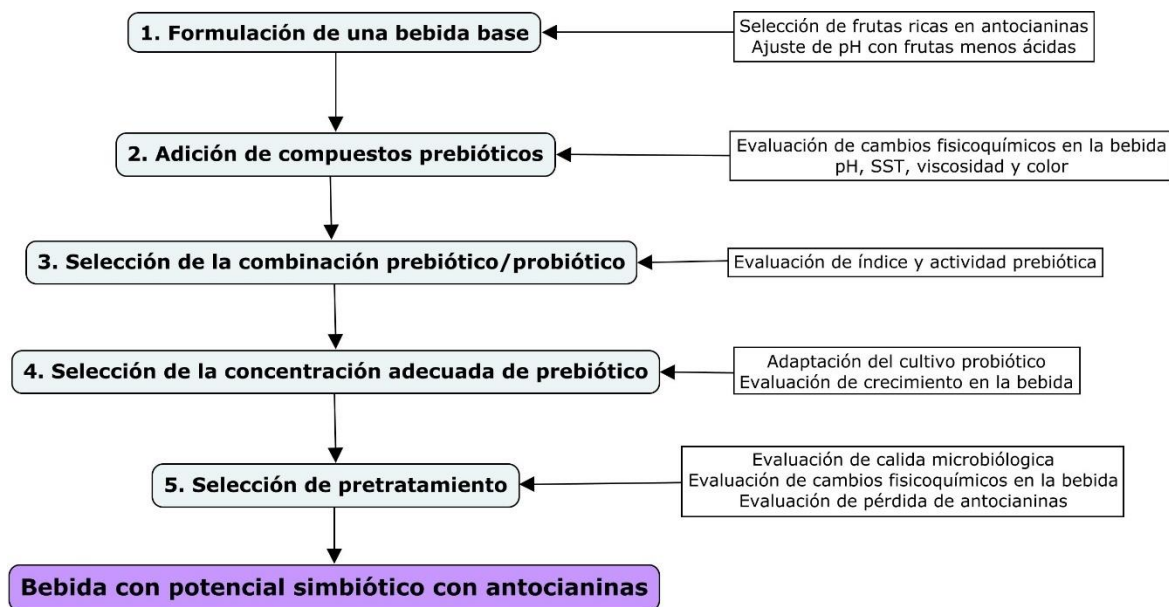 1. Formulación de una bebida base
Selección de frutas ricas en antocianinas
Ajuste de pH con frutas menos ácidas
2. Adición de compuestos prebióticos
Evaluación de cambios fisicoquímicos en la bebida
pH, SST, viscosidad y color
3. Selección de la combinación prebiótico/probiótico
Evaluación de índice y actividad prebiótica
4. Selección de la concentración adecuada de prebiótico
Adaptación del cultivo probiótico
Evaluación de crecimiento en la bebida
5. Selección de pretratamiento
Evaluación de calida microbiólogica
Evaluación de cambios fisicoquímicos en la bebida
Evaluación de pérdida de antocianinas
Bebida con potencial simbiótico con antocianinas